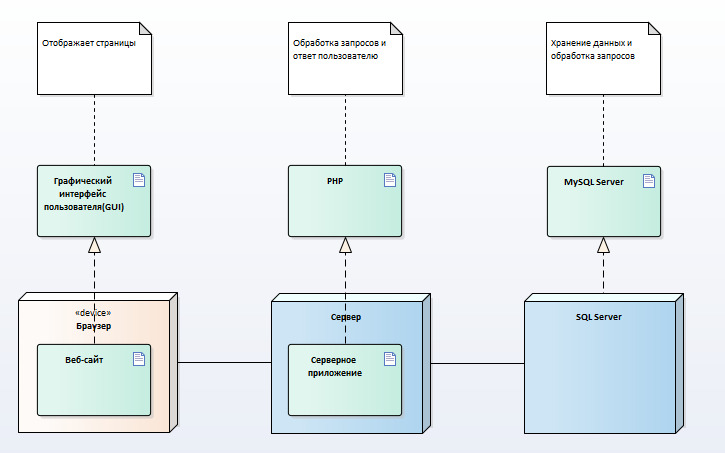 Отображает страницы
Обработка запросов и
ответ пользователю
Хранение данных и
обработка запросов
Графический
интерфейс
пользователя(GUI)
PHP
MySQL Server
«device»
Браузер
Сервер
SQL Server
Веб-сайт
Серверное
приложение